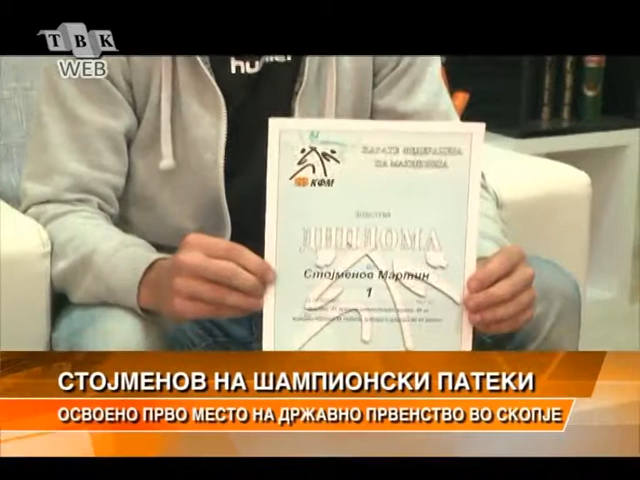 ТВК
WEB
hummel
КАРАТЕ ФЕДЕРАЦИЈА
НА МАКЕДОНИЈА
КФМ
ДИПЛОМА
Стојменов Мартин
1
СТОЈМЕНОВ НА ШАМПИОНСКИ ПАТЕКИ
ОСВОЕНО ПРВО МЕСТО НА ДРЖАВНО ПРВЕНСТВО ВО СКОПЈЕ